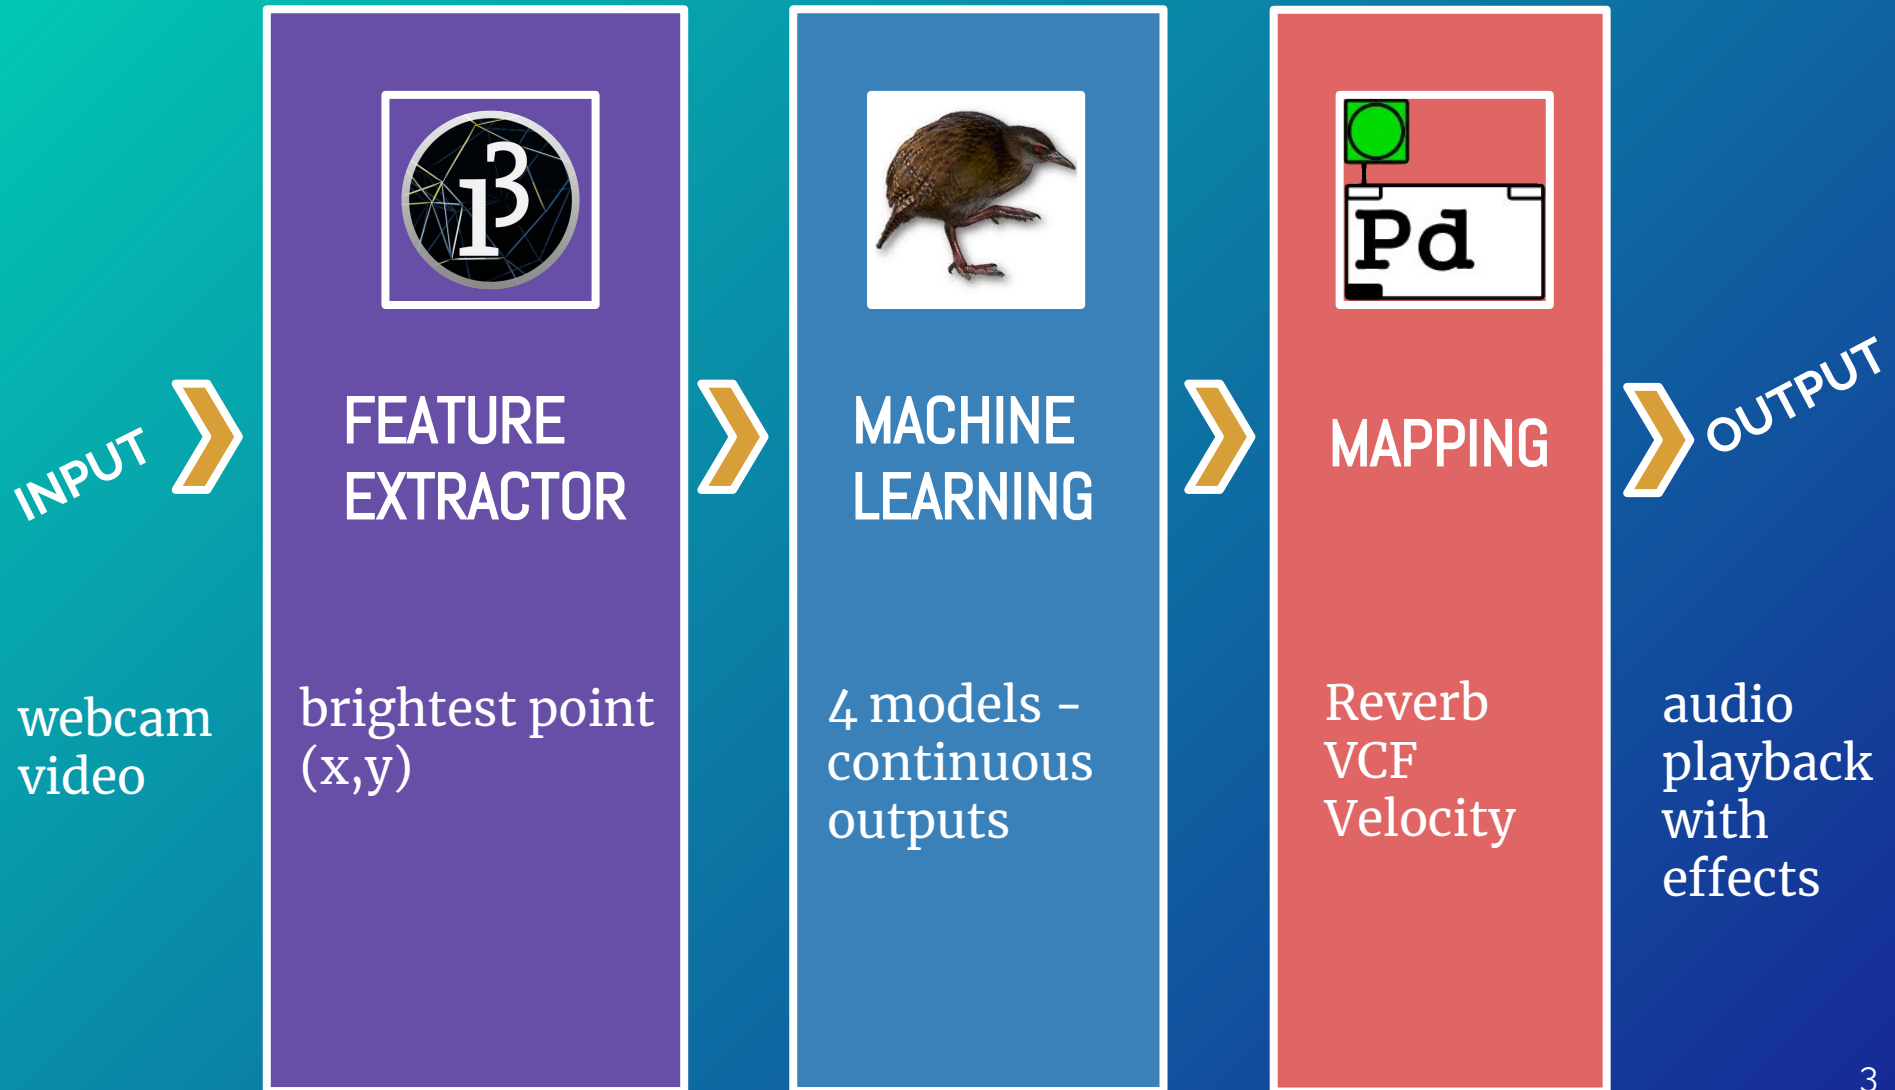 INPUT
webcam
video
3
FEATURE
EXTRACTOR
brightest point
(x,y)
MACHINE
LEARNING
4 models -
continuous
outputs
Pd
MAPPING
Reverb
VCF
Velocity
OUTPUT
audio
playback
with
effects
3